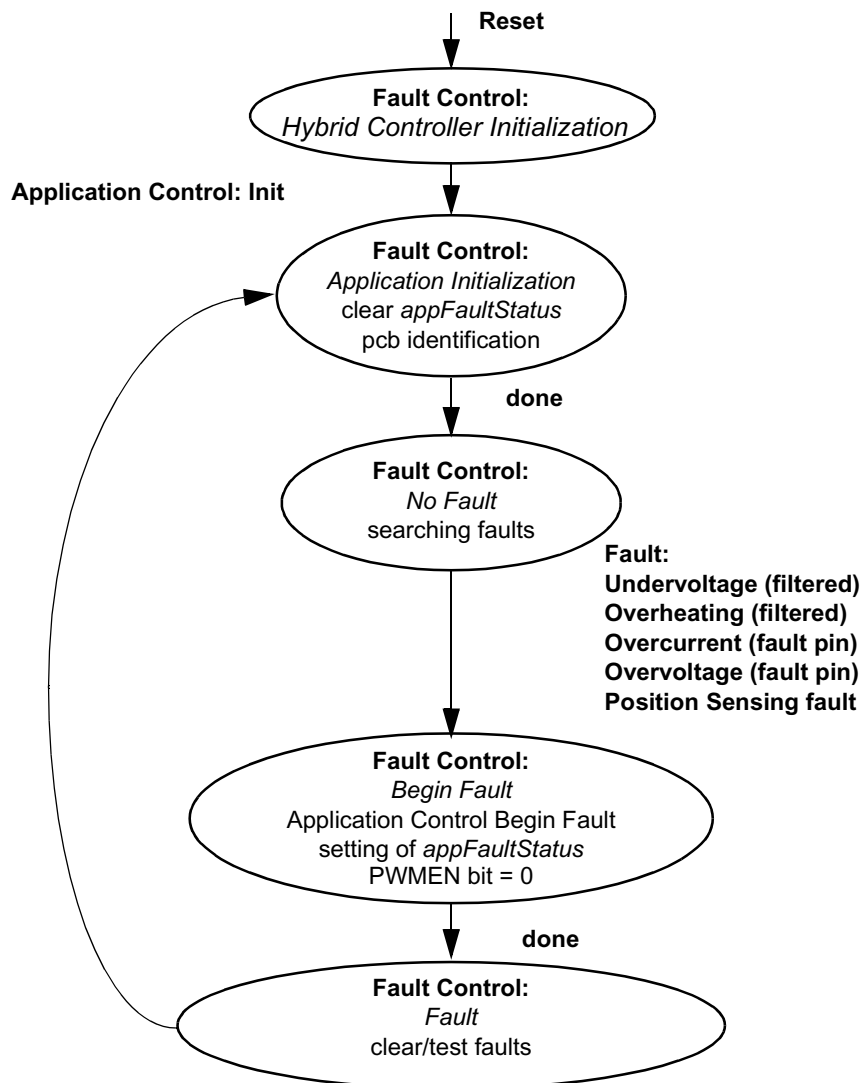 Reset
Fault Control:
Hybrid Controller Initialization
Application Control: Init
Fault Control:
Application Initialization
clear appFaultStatus
pcb identification
done
Fault Control:
No Fault
searching faults
Fault:
Undervoltage (filtered)
Overheating (filtered)
Overcurrent (fault pin)
Overvoltage (fault pin)
Position Sensing fault
Fault Control:
Begin Fault
Application Control Begin Fault
setting of appFaultStatus
PWMEN bit = 0
done
Fault Control:
Fault
clear/test faults